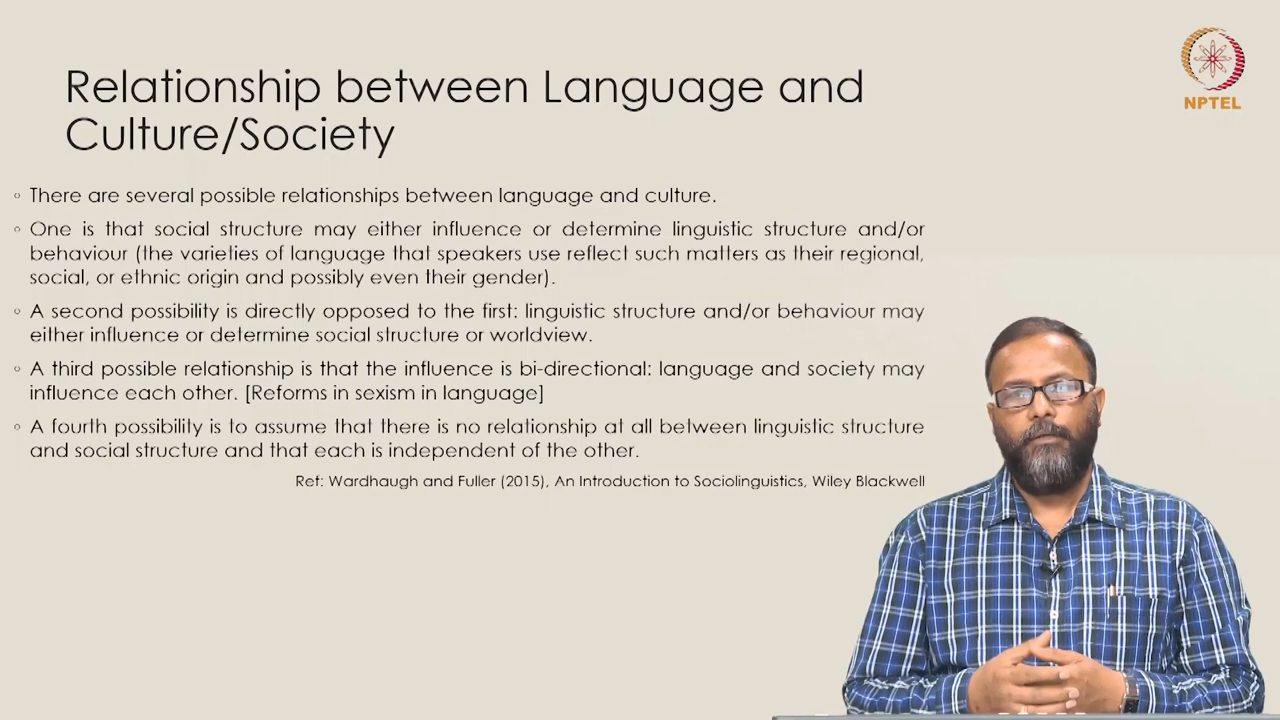 Relationship between Language and
Culture/Society
NPTEL
◦ There are several possible relationships between language and culture.
◦ One is that social structure may either influence or determine linguistic structure and/or
behaviour (the varieties of language that speakers use reflect such matters as their regional,
social, or ethnic origin and possibly even their gender).
◦ A second possibility is directly opposed to the first: linguistic structure and/or behaviour may
either influence or determine social structure or worldview.
◦ A third possible relationship is that the influence is bi-directional: language and society may
influence each other. [Reforms in sexism in language]
◦ A fourth possibility is to assume that there is no relationship at all between linguistic structure
and social structure and that each is independent of the other.
Ref: Wardhaugh and Fuller (2015), An Introduction to Sociolinguistics, Wiley Blackwell